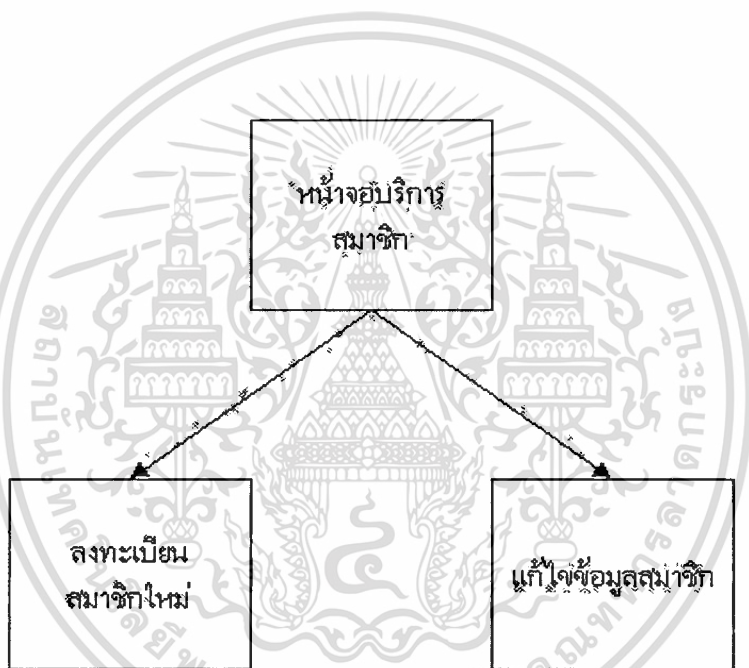 หน้าจอบริการ
สมาชิก
ลงทะเบียน
สมาชิกใหม่
แก้ไขข้อมูลสมาชิก